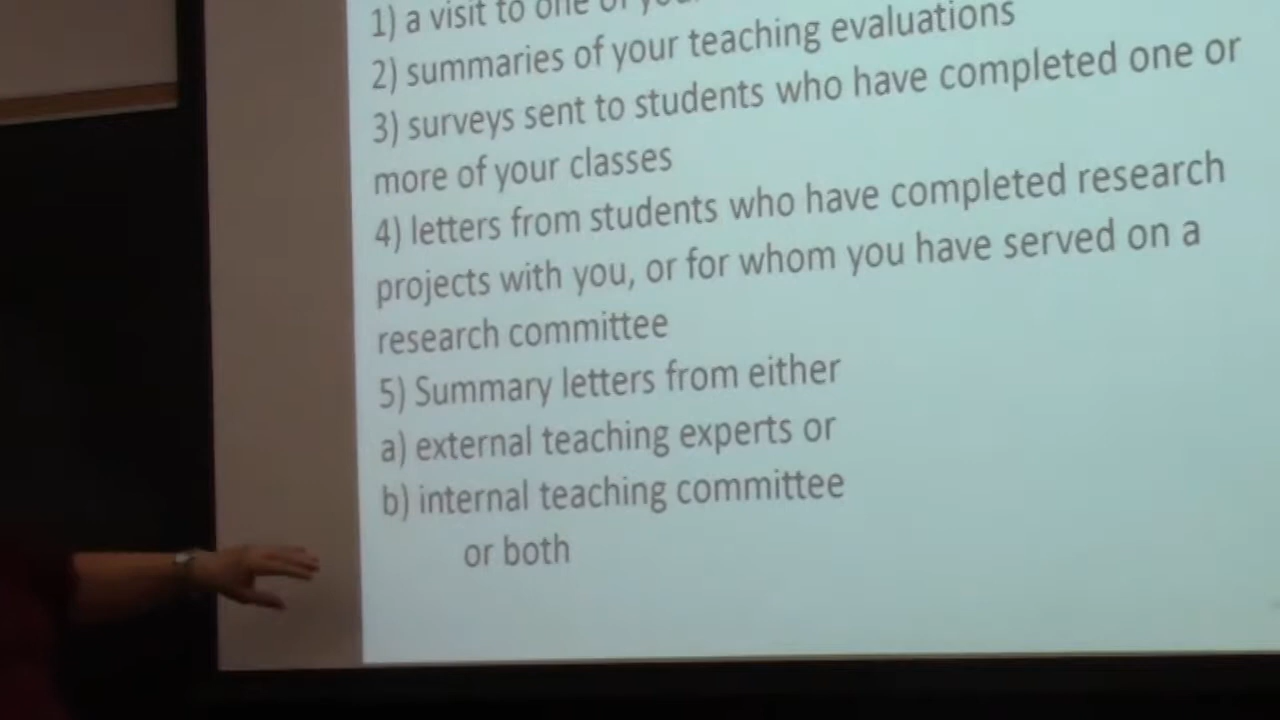 1) a visit to one of
2) summaries of your teaching evaluations
3) surveys sent to students who have completed one or
more of your classes
4) letters from students who have completed research
projects with you, or for whom you have served on a
research committee
5) Summary letters from either
a) external teaching experts or
b) internal teaching committee
or both